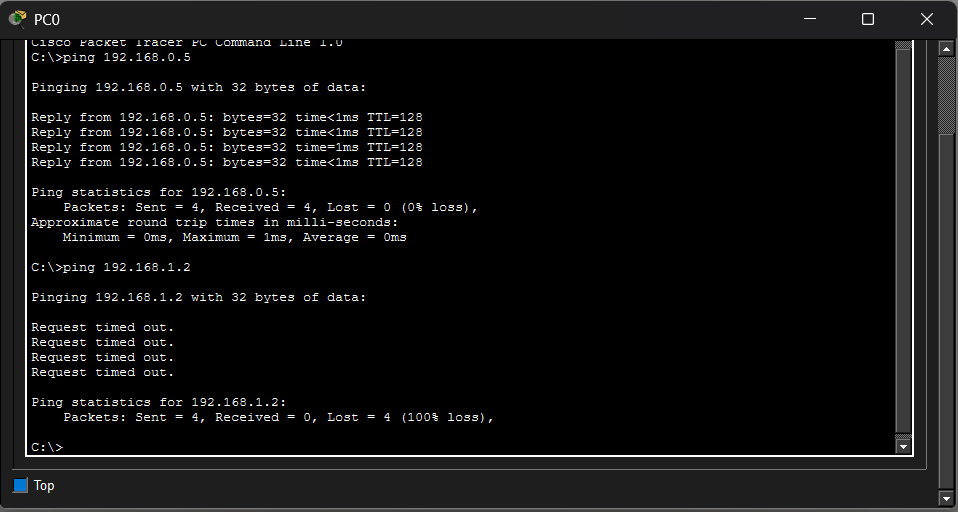 PC0
Cisco Packet Tracer PC Command Line 1.0
C:\>ping 192.168.0.5
Pinging 192.168.0.5 with 32 bytes of data:
Reply from 192.168.0.5: bytes=32 time<1ms TTL=128
Reply from 192.168.0.5: bytes=32 time<1ms TTL=128
Reply from 192.168.0.5: bytes=32 time=1ms TTL=128
Reply from 192.168.0.5: bytes=32 time<1ms TTL=128
Ping statistics for 192.168.0.5:
    Packets: Sent = 4, Received = 4, Lost = 0 (0% loss),
Approximate round trip times in milli-seconds:
    Minimum = 0ms, Maximum = 1ms, Average = 0ms
C:\>ping 192.168.1.2
Pinging 192.168.1.2 with 32 bytes of data:
Request timed out.
Request timed out.
Request timed out.
Request timed out.
Ping statistics for 192.168.1.2:
    Packets: Sent = 4, Received = 0, Lost = 4 (100% loss),
C:\>
Top